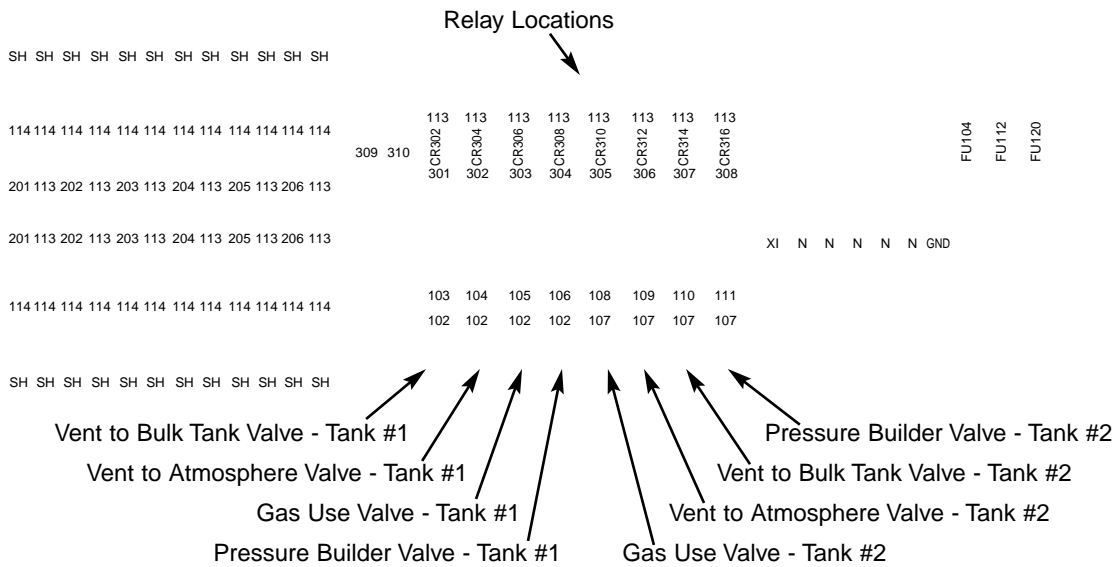 Relay Locations
SH SH SH SH SH SH SH SH SH SH SH SH
113 113 113 113 113 113 113 113
114 114 114 114 114 114 114 114 114 114 114 114
309 310 CR302 CR304 CR306 CR308 CR310 CR312 CR314 CR316 FU104 FU112 FU120
301 302 303 304 305 306 307 308
201 113 202 113 203 113 204 113 205 113 206 113
201 113 202 113 203 113 204 113 205 113 206 113
XI N N N N N GND
103 104 105 106 108 109 110 111
114 114 114 114 114 114 114 114 114 114 114 114
102 102 102 102 107 107 107 107
SH SH SH SH SH SH SH SH SH SH SH SH
Vent to Bulk Tank Valve - Tank #1
Pressure Builder Valve - Tank #2
Vent to Atmosphere Valve - Tank #1
Vent to Bulk Tank Valve - Tank #2
Gas Use Valve - Tank #1
Vent to Atmosphere Valve - Tank #2
Pressure Builder Valve - Tank #1
Gas Use Valve - Tank #2